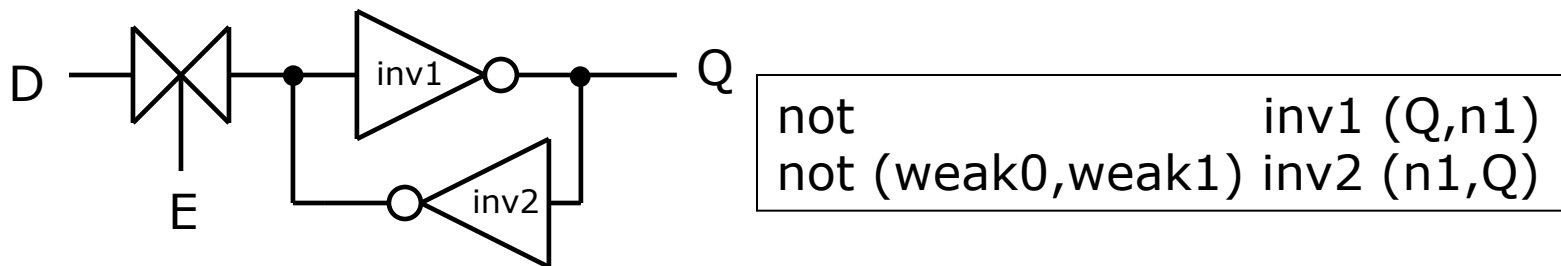 D
E
inv1
inv2
Q
not inv1 (Q,n1)
not (weak0,weak1) inv2 (n1,Q)